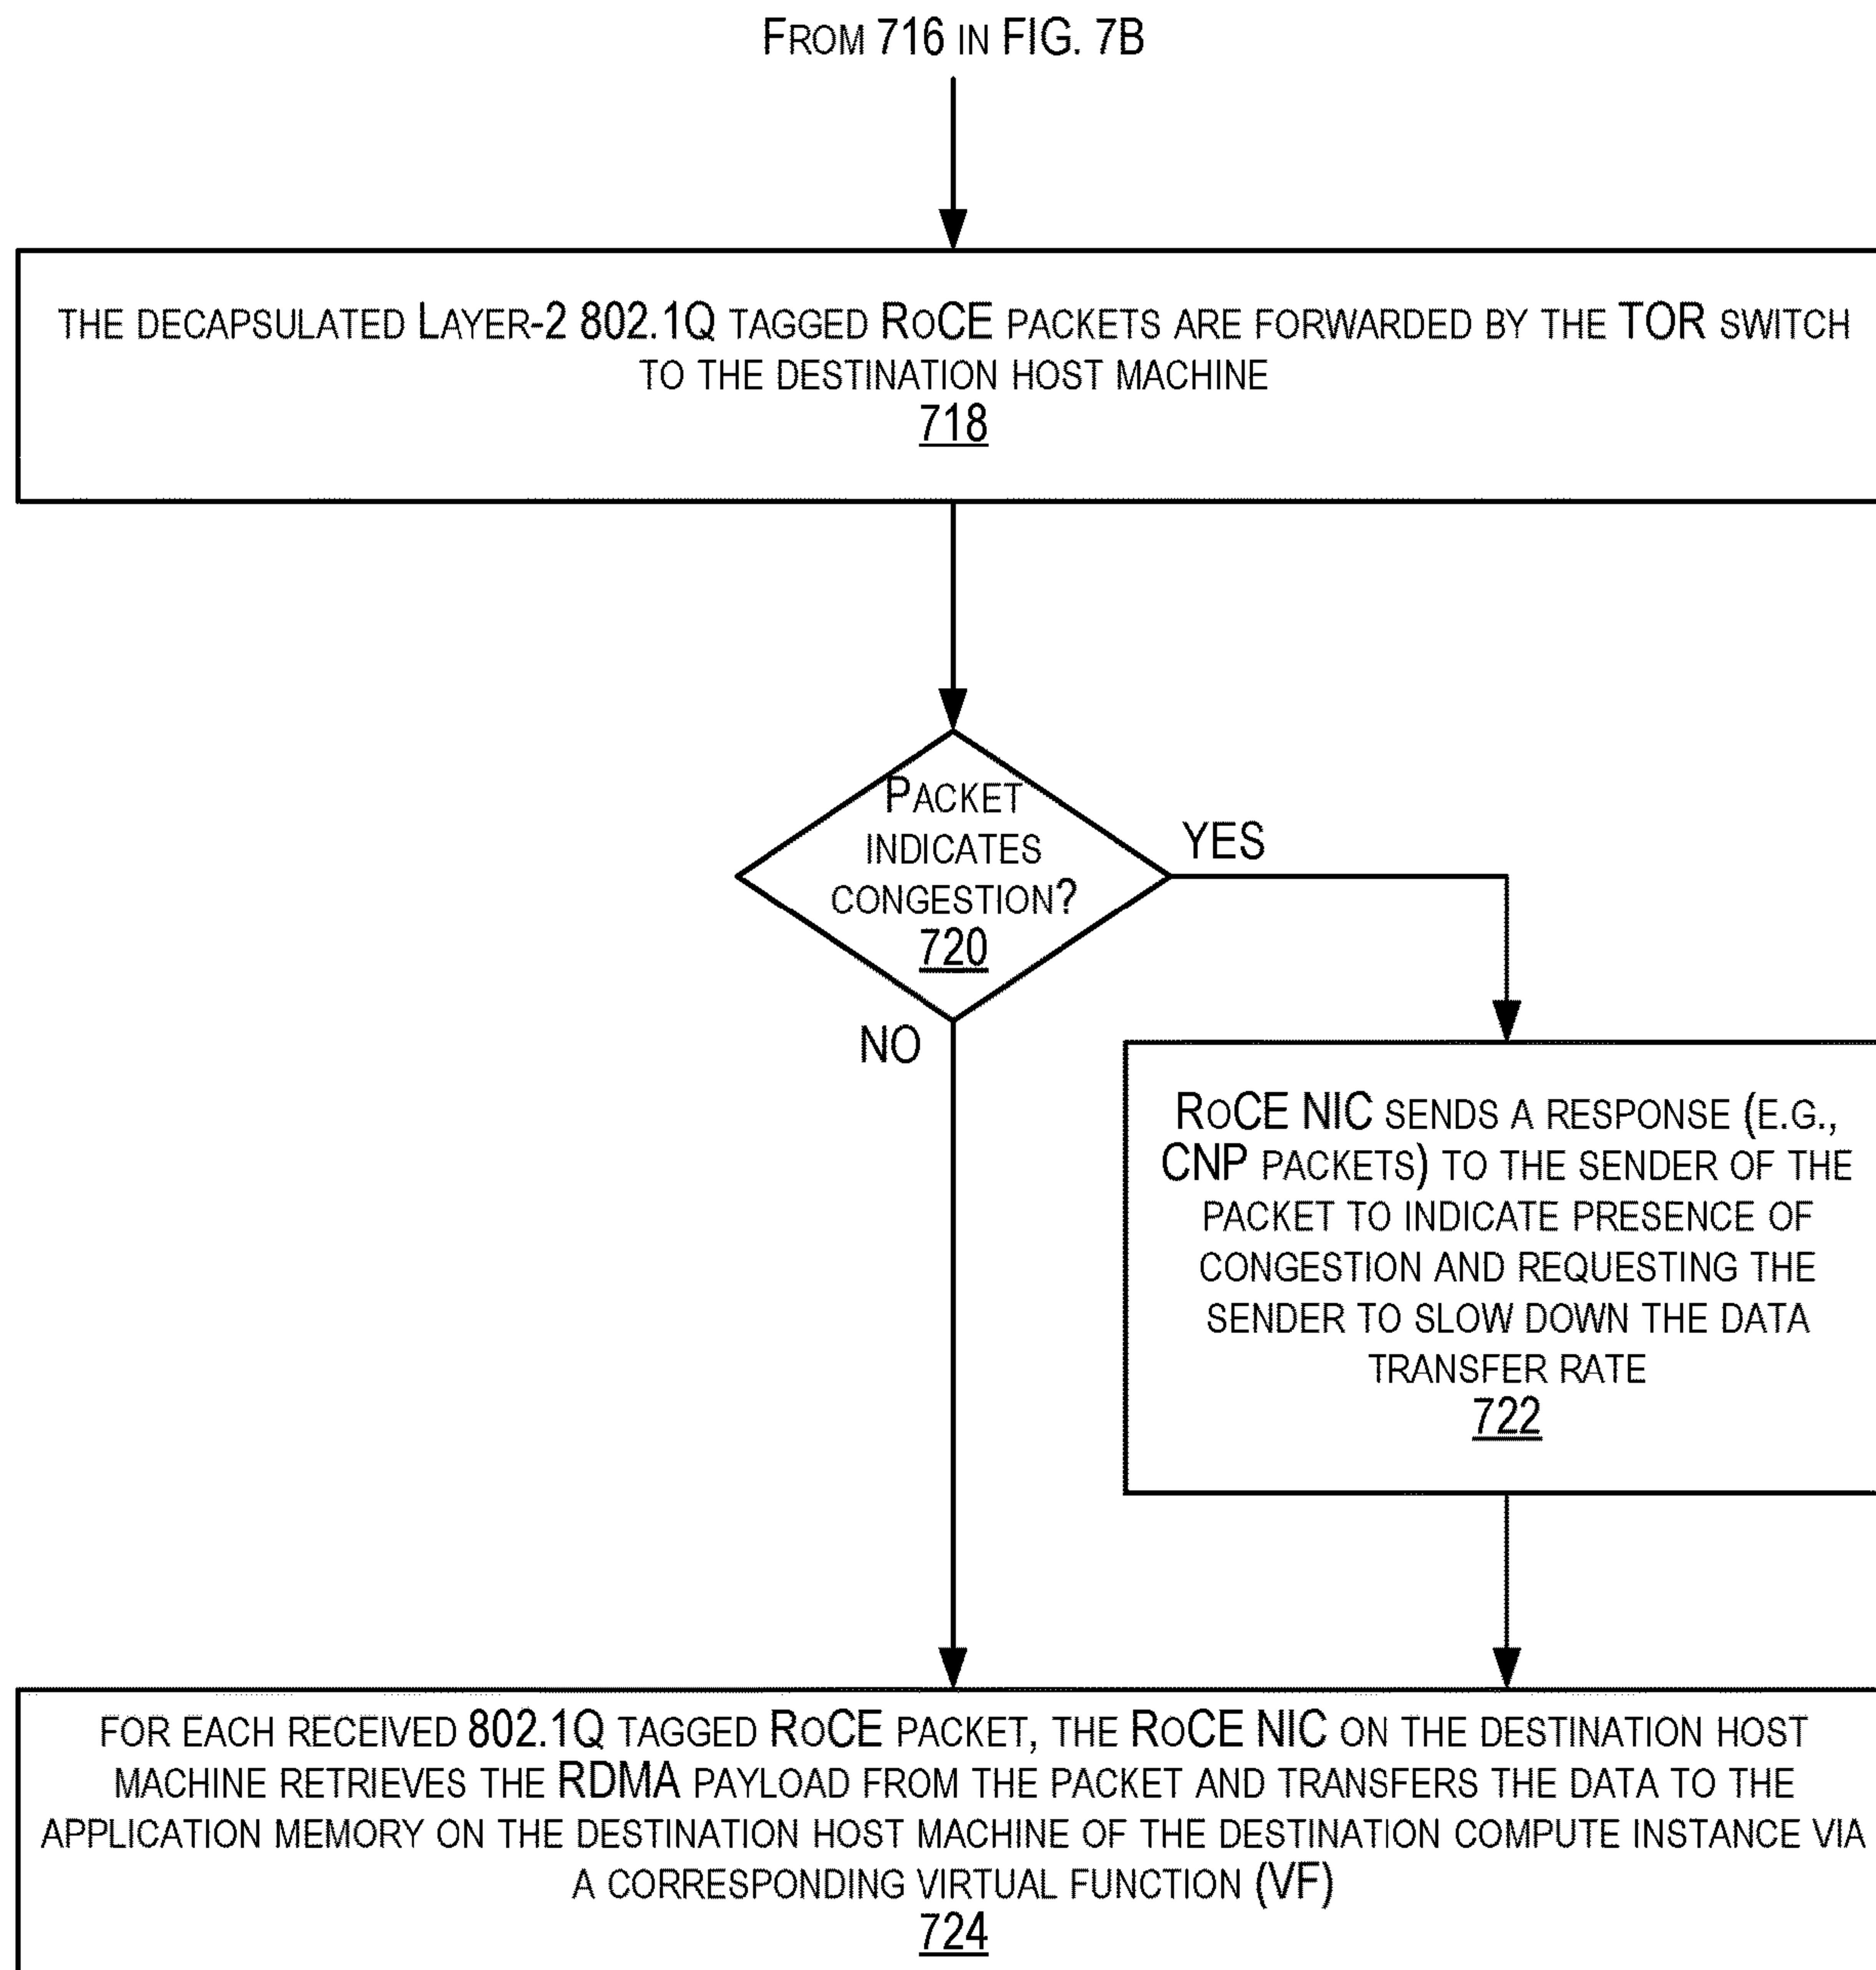 FROM 716 IN FIG. 7B
THE DECAPSULATED LAYER-2 802.1Q TAGGED ROCE PACKETS ARE FORWARDED BY THE TOR SWITCH
TO THE DESTINATION HOST MACHINE
718
PACKET
INDICATES
CONGESTION?
720
YES
NO
ROCE NIC SENDS A RESPONSE (E.G.,
CNP PACKETS) TO THE SENDER OF THE
PACKET TO INDICATE PRESENCE OF
CONGESTION AND REQUESTING THE
SENDER TO SLOW DOWN THE DATA
TRANSFER RATE
722
FOR EACH RECEIVED 802.1Q TAGGED ROCE PACKET, THE ROCE NIC ON THE DESTINATION HOST
MACHINE RETRIEVES THE RDMA PAYLOAD FROM THE PACKET AND TRANSFERS THE DATA TO THE
APPLICATION MEMORY ON THE DESTINATION HOST MACHINE OF THE DESTINATION COMPUTE INSTANCE VIA
A CORRESPONDING VIRTUAL FUNCTION (VF)
724